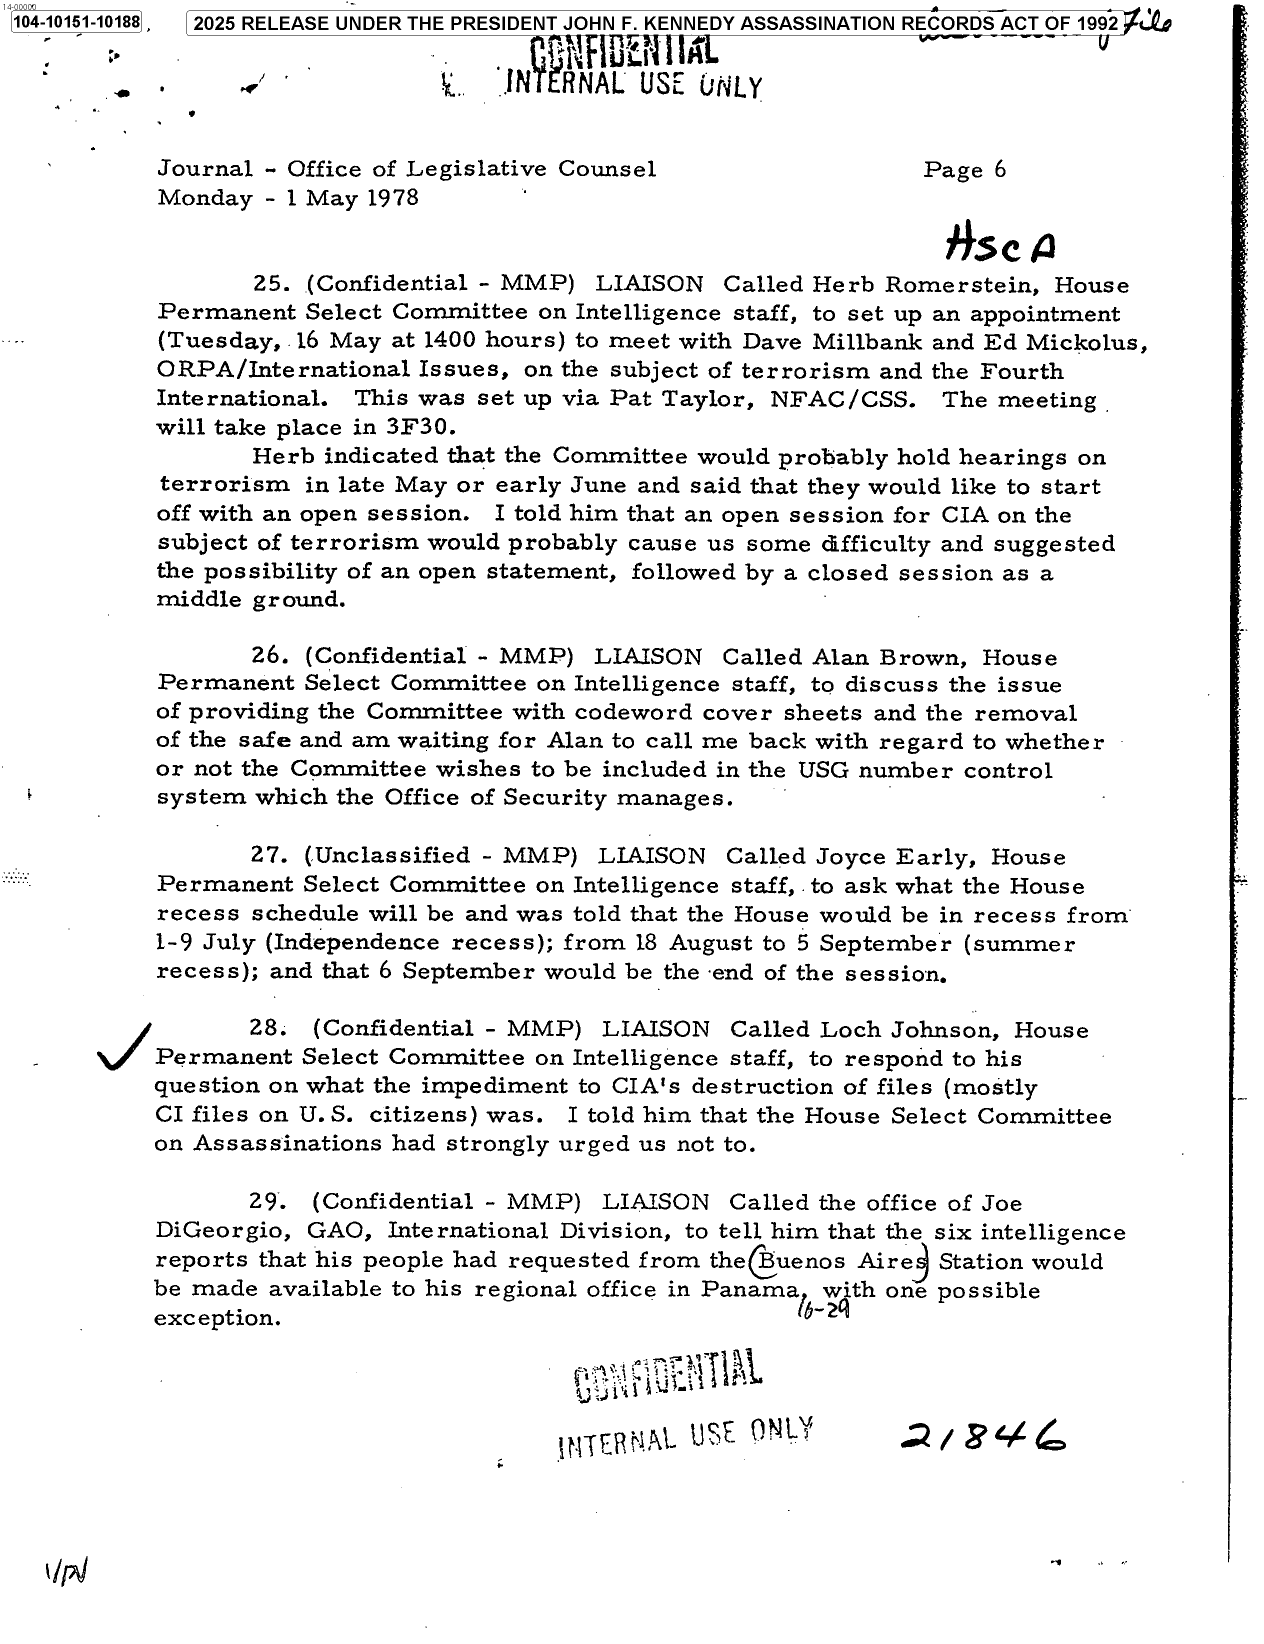 14-00000
104-10151-10188
2025 RELEASE UNDER THE PRESIDENT JOHN F. KENNEDY ASSASSINATION RECORDS ACT OF 1992
File
CONFIDENTIAL
INTERNAL USE ONLY
Journal - Office of Legislative Counsel Page 6
Monday - 1 May 1978
HSCA
25. (Confidential - MMP) LIAISON Called Herb Romerstein, House
Permanent Select Committee on Intelligence staff, to set up an appointment
(Tuesday, 16 May at 1400 hours) to meet with Dave Millbank and Ed Mickolus,
ORPA/International Issues, on the subject of terrorism and the Fourth
International. This was set up via Pat Taylor, NFAC/CSS. The meeting
will take place in 3F30.
Herb indicated that the Committee would probably hold hearings on
terrorism in late May or early June and said that they would like to start
off with an open session. I told him that an open session for CIA on the
subject of terrorism would probably cause us some difficulty and suggested
the possibility of an open statement, followed by a closed session as a
middle ground.
26. (Confidential - MMP) LIAISON Called Alan Brown, House
Permanent Select Committee on Intelligence staff, to discuss the issue
of providing the Committee with codeword cover sheets and the removal
of the safe and am waiting for Alan to call me back with regard to whether
or not the Committee wishes to be included in the USG number control
system which the Office of Security manages.
27. (Unclassified - MMP) LIAISON Called Joyce Early, House
Permanent Select Committee on Intelligence staff, to ask what the House
recess schedule will be and was told that the House would be in recess from
1-9 July (Independence recess); from 18 August to 5 September (summer
recess); and that 6 September would be the end of the session.
28. (Confidential - MMP) LIAISON Called Loch Johnson, House
Permanent Select Committee on Intelligence staff, to respond to his
question on what the impediment to CIA's destruction of files (mostly
CI files on U.S. citizens) was. I told him that the House Select Committee
on Assassinations had strongly urged us not to.
29. (Confidential - MMP) LIAISON Called the office of Joe
DiGeorgio, GAO, International Division, to tell him that the six intelligence
reports that his people had requested from the Buenos Aires Station would
be made available to his regional office in Panama, with one possible
exception.
16-29
CONFIDENTIAL
INTERNAL USE ONLY
21846